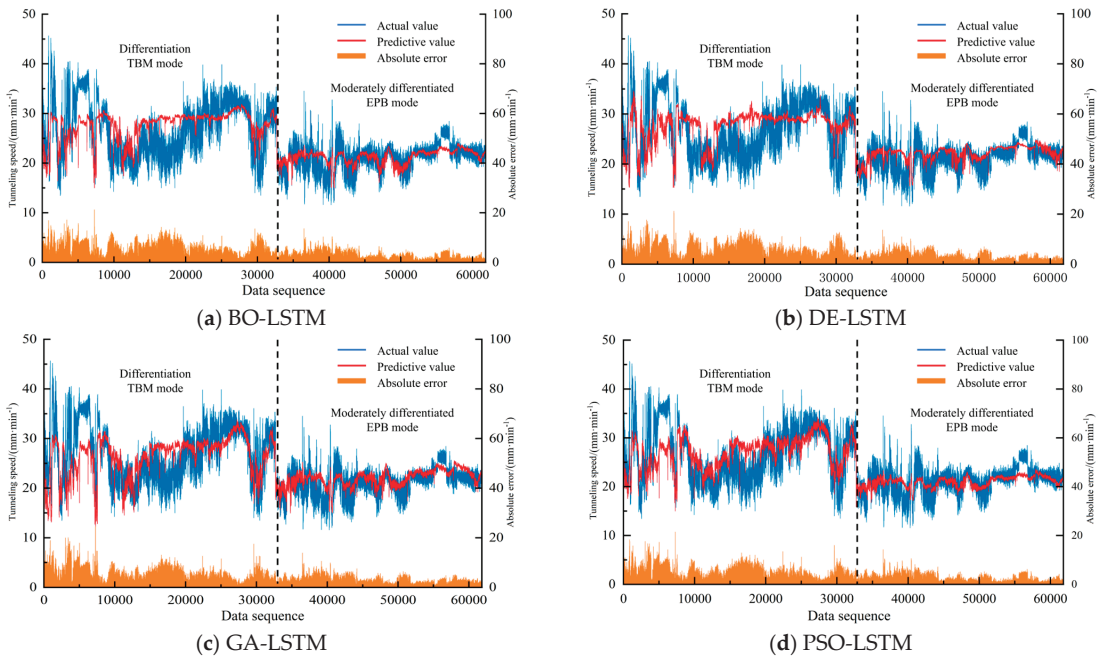 50
40
30
20
10
0
Tunneling speed/(mm·min⁻¹)
Differentiation
TBM mode
Actual value
Predictive value
Absolute error
Moderately differentiated
EPB mode
100
80
60
40
20
0
Absolute error/(mm·min⁻¹)
0 10000 20000 30000 40000 50000 60000
Data sequence
(a) BO-LSTM
50
40
30
20
10
0
Tunneling speed/(mm·min⁻¹)
Differentiation
TBM mode
Actual value
Predictive value
Absolute error
Moderately differentiated
EPB mode
100
80
60
40
20
0
Absolute error/(mm·min⁻¹)
0 10000 20000 30000 40000 50000 60000
Data sequence
(b) DE-LSTM
50
40
30
20
10
0
Tunneling speed/(mm·min⁻¹)
Differentiation
TBM mode
Actual value
Predictive value
Absolute error
Moderately differentiated
EPB mode
100
80
60
40
20
0
Absolute error/(mm·min⁻¹)
0 10000 20000 30000 40000 50000 60000
Data sequence
(c) GA-LSTM
50
40
30
20
10
0
Tunneling speed/(mm·min⁻¹)
Differentiation
TBM mode
Actual value
Predictive value
Absolute error
Moderately differentiated
EPB mode
100
80
60
40
20
0
Absolute error/(mm·min⁻¹)
0 10000 20000 30000 40000 50000 60000
Data sequence
(d) PSO-LSTM